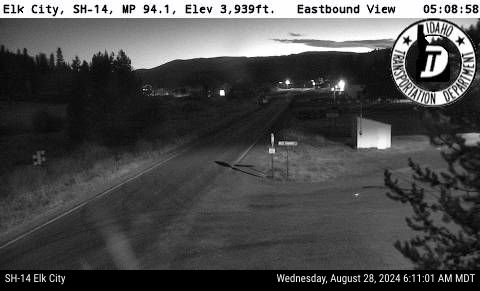 Elk City, SH-14, MP 94.1, Elev 3,939ft. Eastbound View 05:08:58
IDAHO
TRANSPORTATION DEPARTMENT
SH-14 Elk City Wednesday, August 28, 2024 6:11:01 AM MDT